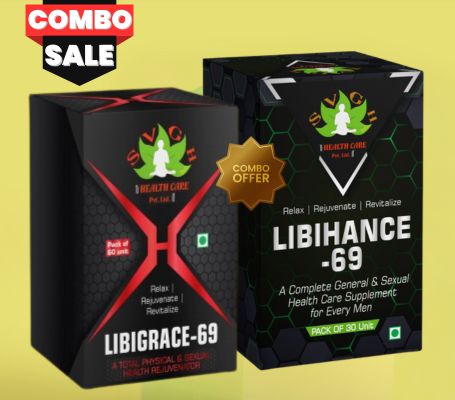 COMBO
SALE
SVGH
HEALTH CARE
Pvt. Ltd.
Pack of
60 unit
Relax |
Rejuvenate |
Revitalize
LIBIGRACE-69
A TOTAL PHYSICAL & SEXUAL
HEALTH REJUVENATOR
COMBO
OFFER
SVGH
HEALTH CARE
Pvt. Ltd.
Relax | Rejuvenate | Revitalize
LIBIHANCE
-69
A Complete General & Sexual
Health Care Supplement
for Every Men
PACK OF 30 Unit